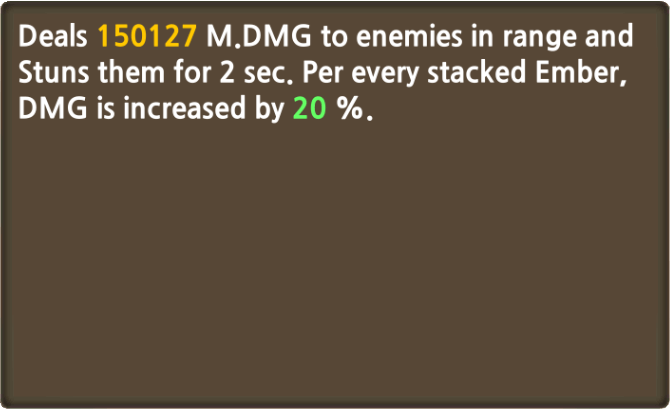 Deals 150127 M.DMG to enemies in range and
Stuns them for 2 sec. Per every stacked Ember,
DMG is increased by 20 %.